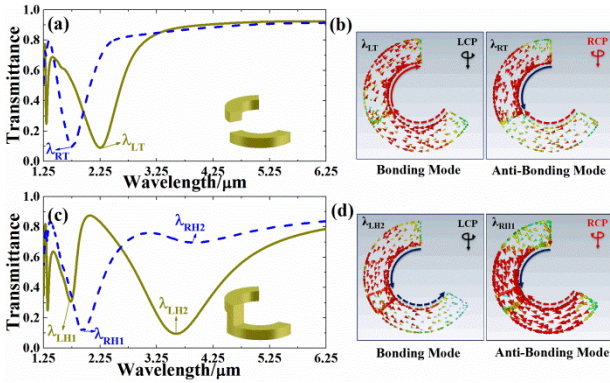 (a)
Transmittance
1.0
0.8
0.6
0.4
0.2
0.0
λRT
λLT
1.25
2.25
3.25
4.25
5.25
6.25
Wavelength/μm
(b)
λLT
LCP
λRT
RCP
Bonding Mode
Anti-Bonding Mode
(c)
Transmittance
1.0
0.8
0.6
0.4
0.2
0.0
λRH2
λLH2
λLH1
λRH1
1.25
2.25
3.25
4.25
5.25
6.25
Wavelength/μm
(d)
λLH2
LCP
λRH1
RCP
Bonding Mode
Anti-Bonding Mode